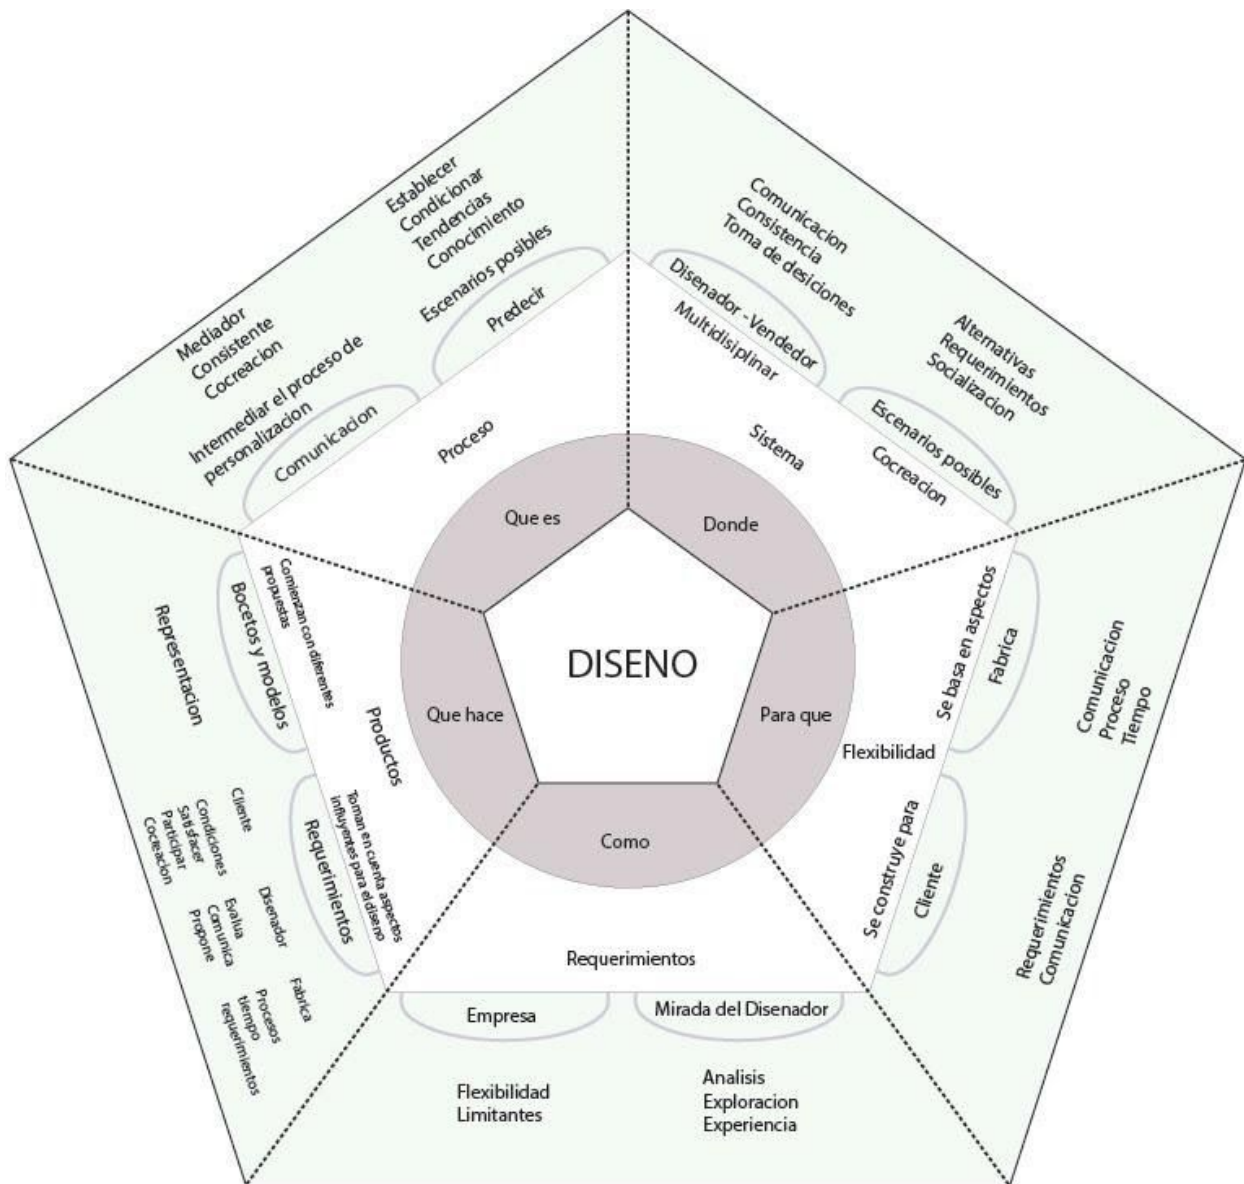 DISENO
Que es
Proceso
Predecir
Escenarios posibles
Establecer
Condicionar
Tendencias
Conocimiento
Comunicacion
Intermediar el proceso de
personalizacion
Mediador
Consistente
Cocreacion
Donde
Sistema
Multidisiplinar
Disenador -Vendedor
Comunicacion
Consistencia
Toma de desiciones
Cocreacion
Escenarios posibles
Alternativas
Requerimientos
Socializacion
Para que
Flexibilidad
Se basa en aspectos
Fabrica
Comunicacion
Proceso
Tiempo
Se construye para
Cliente
Requerimientos
Comunicacion
Como
Requerimientos
Empresa
Flexibilidad
Limitantes
Mirada del Disenador
Analisis
Exploracion
Experiencia
Que hace
Productos
Comienzan con diferentes
propuestas
Bocetos y modelos
Representacion
Toman en cuenta aspectos
influyentes para el diseno
Requerimientos
Cliente
Condiciones
Satisfacer
Participar
Cocreacion
Disenador
Evalua
Comunica
Propone
Fabrica
Procesos
tiempo
requerimientos